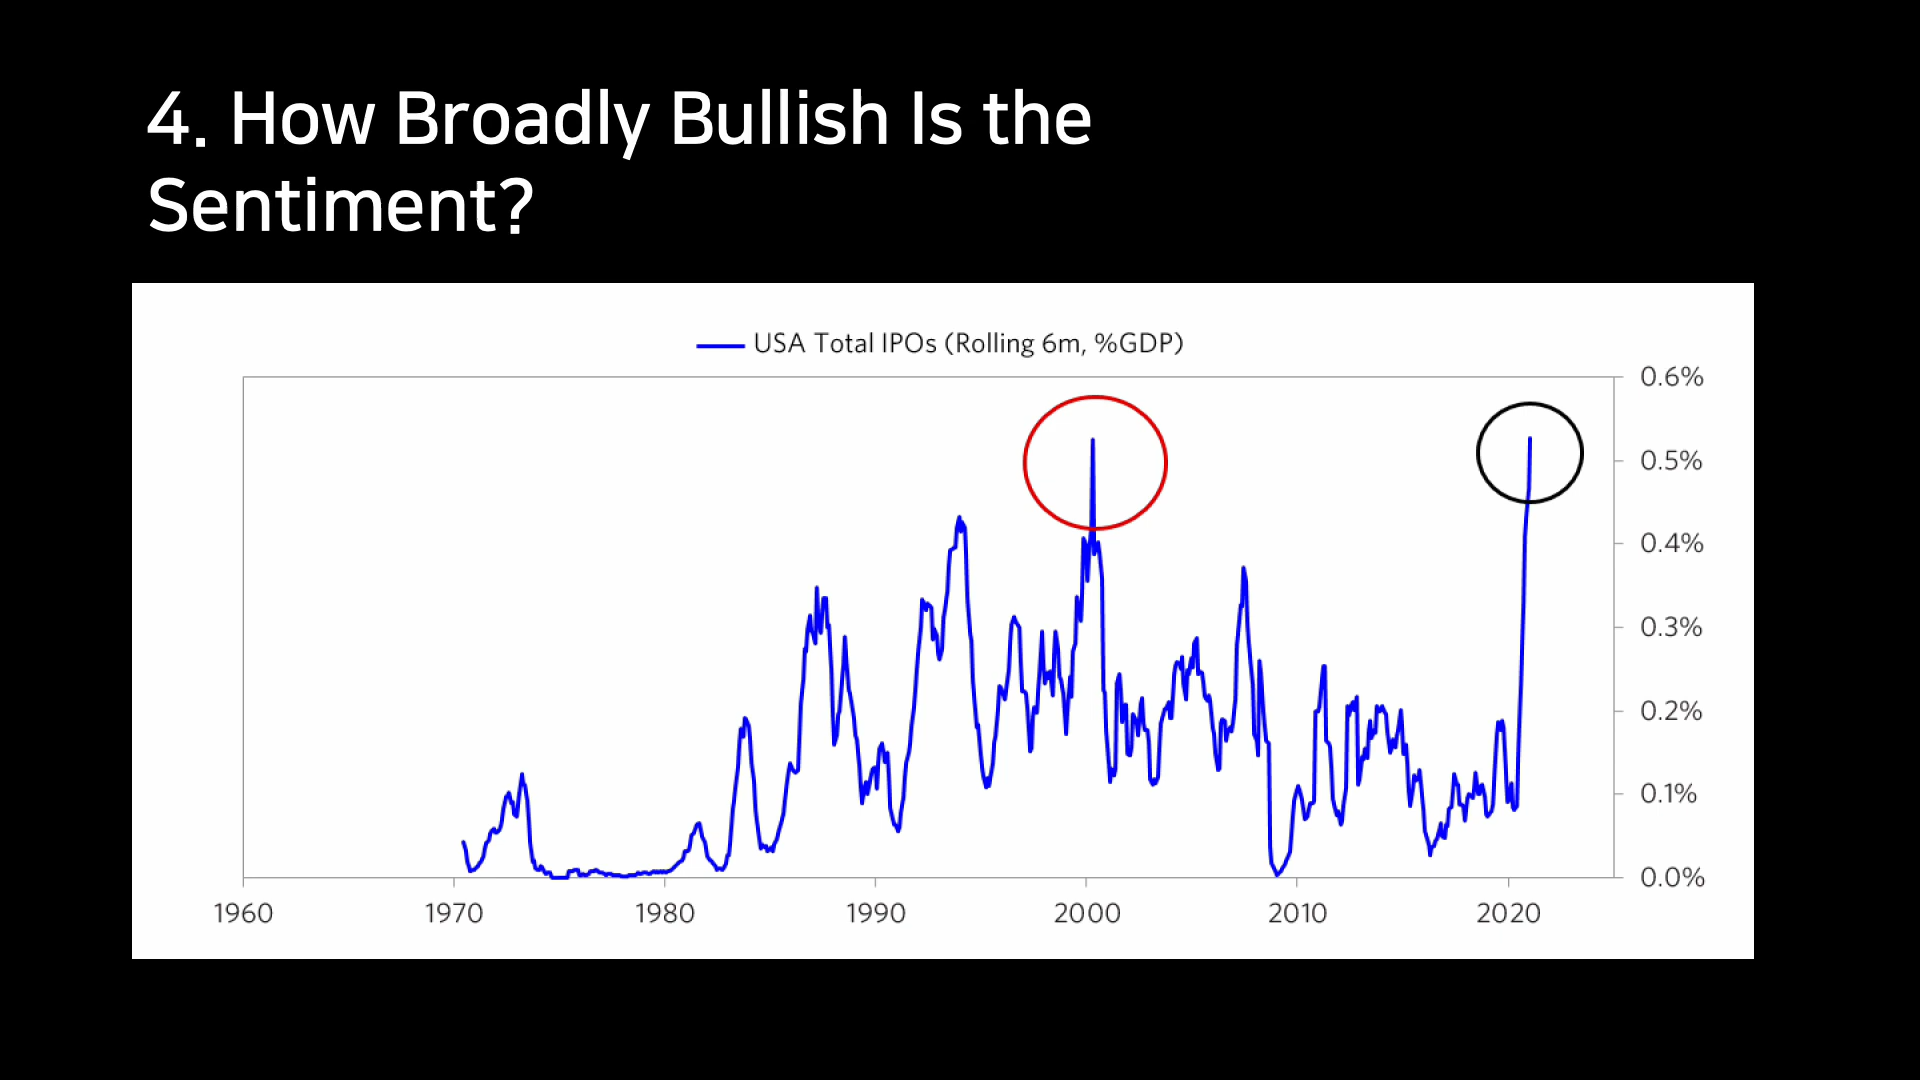 4. How Broadly Bullish Is the
Sentiment?
USA Total IPOs (Rolling 6m, %GDP)
0.6%
0.5%
0.4%
0.3%
0.2%
0.1%
0.0%
1960 1970 1980 1990 2000 2010 2020